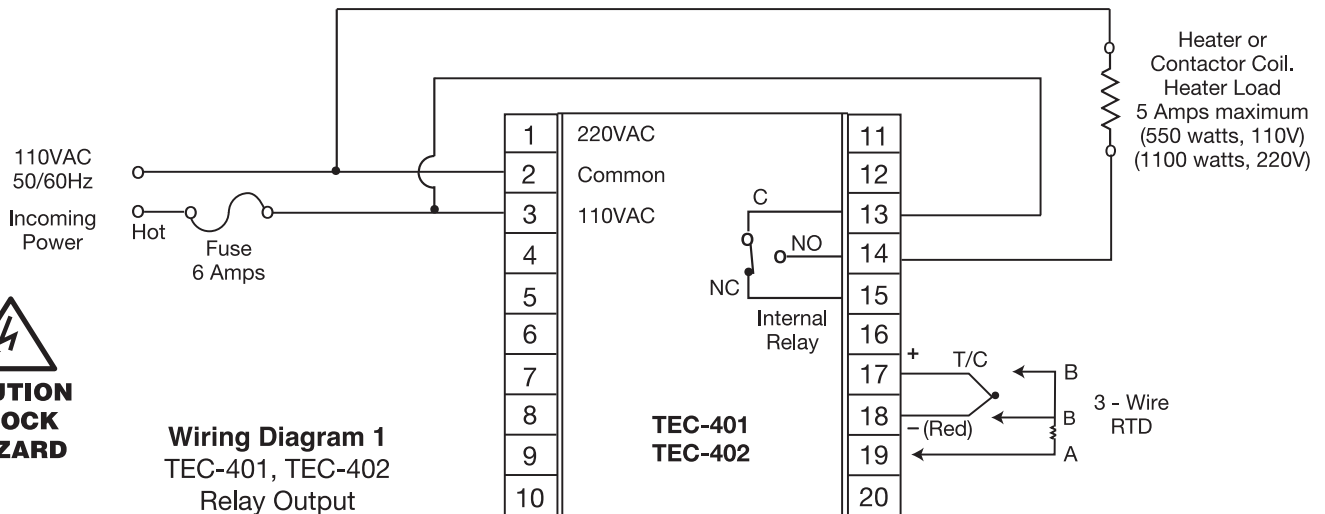 110VAC
50/60Hz
Incoming
Power
Hot
Fuse
6 Amps
UTION
OCK
ZARD
Wiring Diagram 1
TEC-401, TEC-402
Relay Output
1
2
3
4
5
6
7
8
9
10
220VAC
Common
110VAC
C
NO
NC
Internal
Relay
TEC-401
TEC-402
11
12
13
14
15
16
17
18
19
20
Heater or
Contactor Coil.
Heater Load
5 Amps maximum
(550 watts, 110V)
(1100 watts, 220V)
+
T/C
– (Red)
B
B
A
3 - Wire
RTD